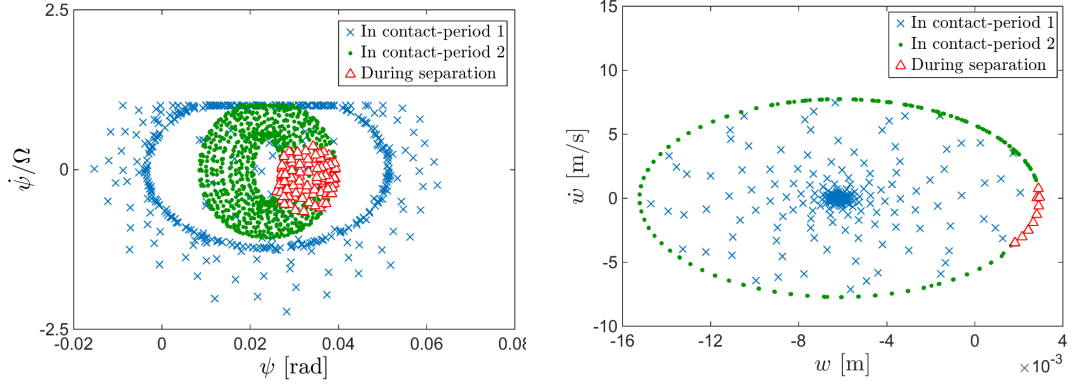 2.5
0
-2.5
-0.02
0
0.02
0.04
0.06
0.08
ψ̇/Ω
ψ [rad]
× In contact-period 1
• In contact-period 2
△ During separation
15
10
5
0
-5
-10
-16
-12
-8
-4
0
4
×10⁻³
ẇ [m/s]
w [m]
× In contact-period 1
• In contact-period 2
△ During separation